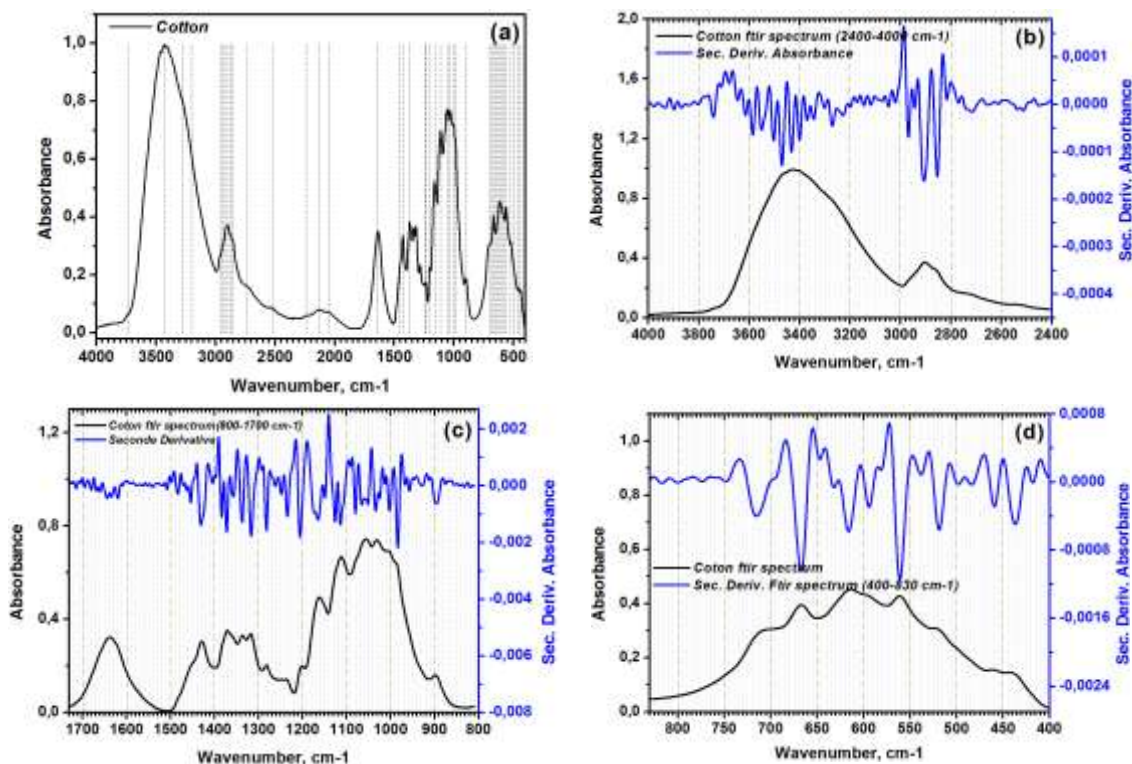 Cotton
(a)
1,0
0,8
0,6
0,4
0,2
0,0
Absorbance
4000 3500 3000 2500 2000 1500 1000 500
Wavenumber, cm-1
Cotton ftir spectrum (2400-4000 cm-1)
Sec. Deriv. Absorbance
(b)
2,0
1,6
1,2
0,8
0,4
0,0
Absorbance
0,0001
0,0000
-0,0001
-0,0002
-0,0003
-0,0004
Sec. Deriv. Absorbance
4000 3600 3200 2800 2400
Wavenumber, cm-1
Coton ftir spectrum(800-1700 cm-1)
Seconde Derivative
(c)
1,2
0,8
0,4
0,0
Absorbance
0,002
0,000
-0,002
-0,004
-0,006
-0,008
Sec. Deriv. Absorbance
1700 1600 1500 1400 1300 1200 1100 1000 900 800
Wavenumber, cm-1
(d)
Coton ftir spectrum
Sec. Deriv. Ftir spectrum (400-830 cm-1)
1,0
0,8
0,6
0,4
0,2
0,0
Absorbance
0,0008
0,0000
-0,0008
-0,0016
-0,0024
Sec. Deriv. Absorbance
800 750 700 650 600 550 500 450 400
Wavenumber, cm-1